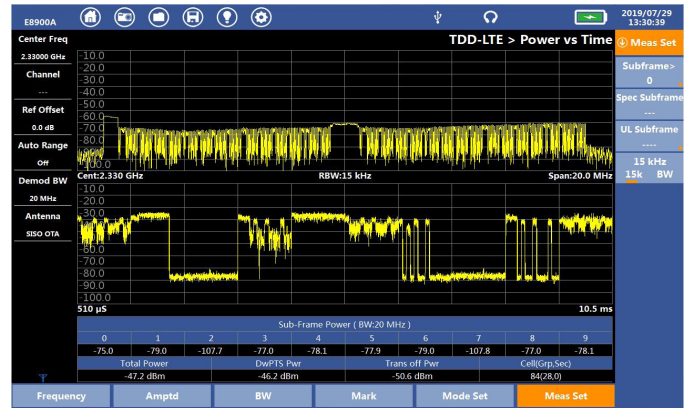 E8900A
2019/07/29
13:30:39
Center Freq
2.33000 GHz
Channel
---
Ref Offset
0.0 dB
Auto Range
Off
Demod BW
20 MHz
Antenna
SISO OTA
TDD-LTE > Power vs Time
-10.0
-20.0
-30.0
-40.0
-50.0
-60.0
-70.0
-80.0
Cent:2.330 GHz RBW:15 kHz Span:20.0 MHz
-10.0
-20.0
-30.0
-60.0
-70.0
-80.0
-90.0
-100.0
510 µS 10.5 ms
Sub-Frame Power ( BW:20 MHz )
0 1 2 3 4 5 6 7 8 9
-75.0 -79.0 -107.7 -77.0 -78.1 -77.9 -79.0 -107.8 -77.0 -78.1
Total Power DwPTS Pwr Trans off Pwr Cell(Grp,Sec)
-47.2 dBm -46.2 dBm -50.6 dBm 84(28,0)
Meas Set
Subframe>
0
Spec Subframe
---
UL Subframe
----
15 kHz
15k BW
Frequency Amptd BW Mark Mode Set Meas Set